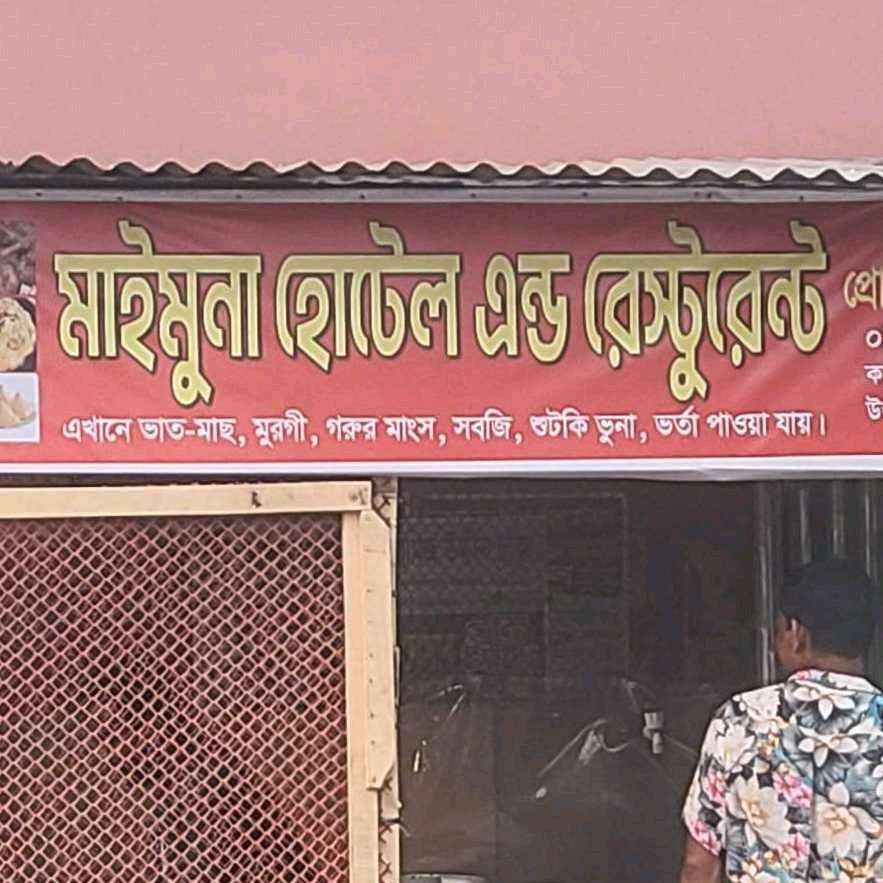 মাইমুনা হোটেল এন্ড রেস্টুরেন্ট
এখানে ভাত-মাছ, মুরগী, গরুর মাংস, সবজি, শুটকি ভুনা, ভর্তা পাওয়া যায়।